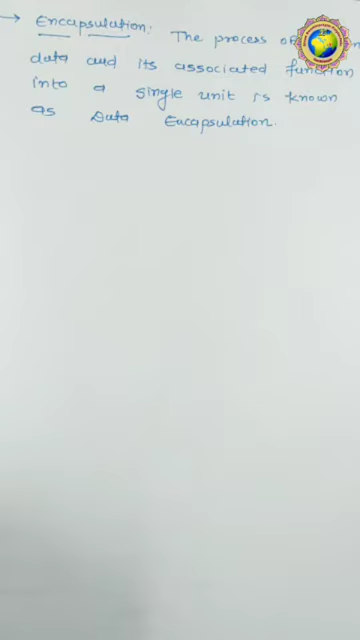 → Encapsulation: The process of
data and its associated function
into a single unit is known
as Data Encapsulation.